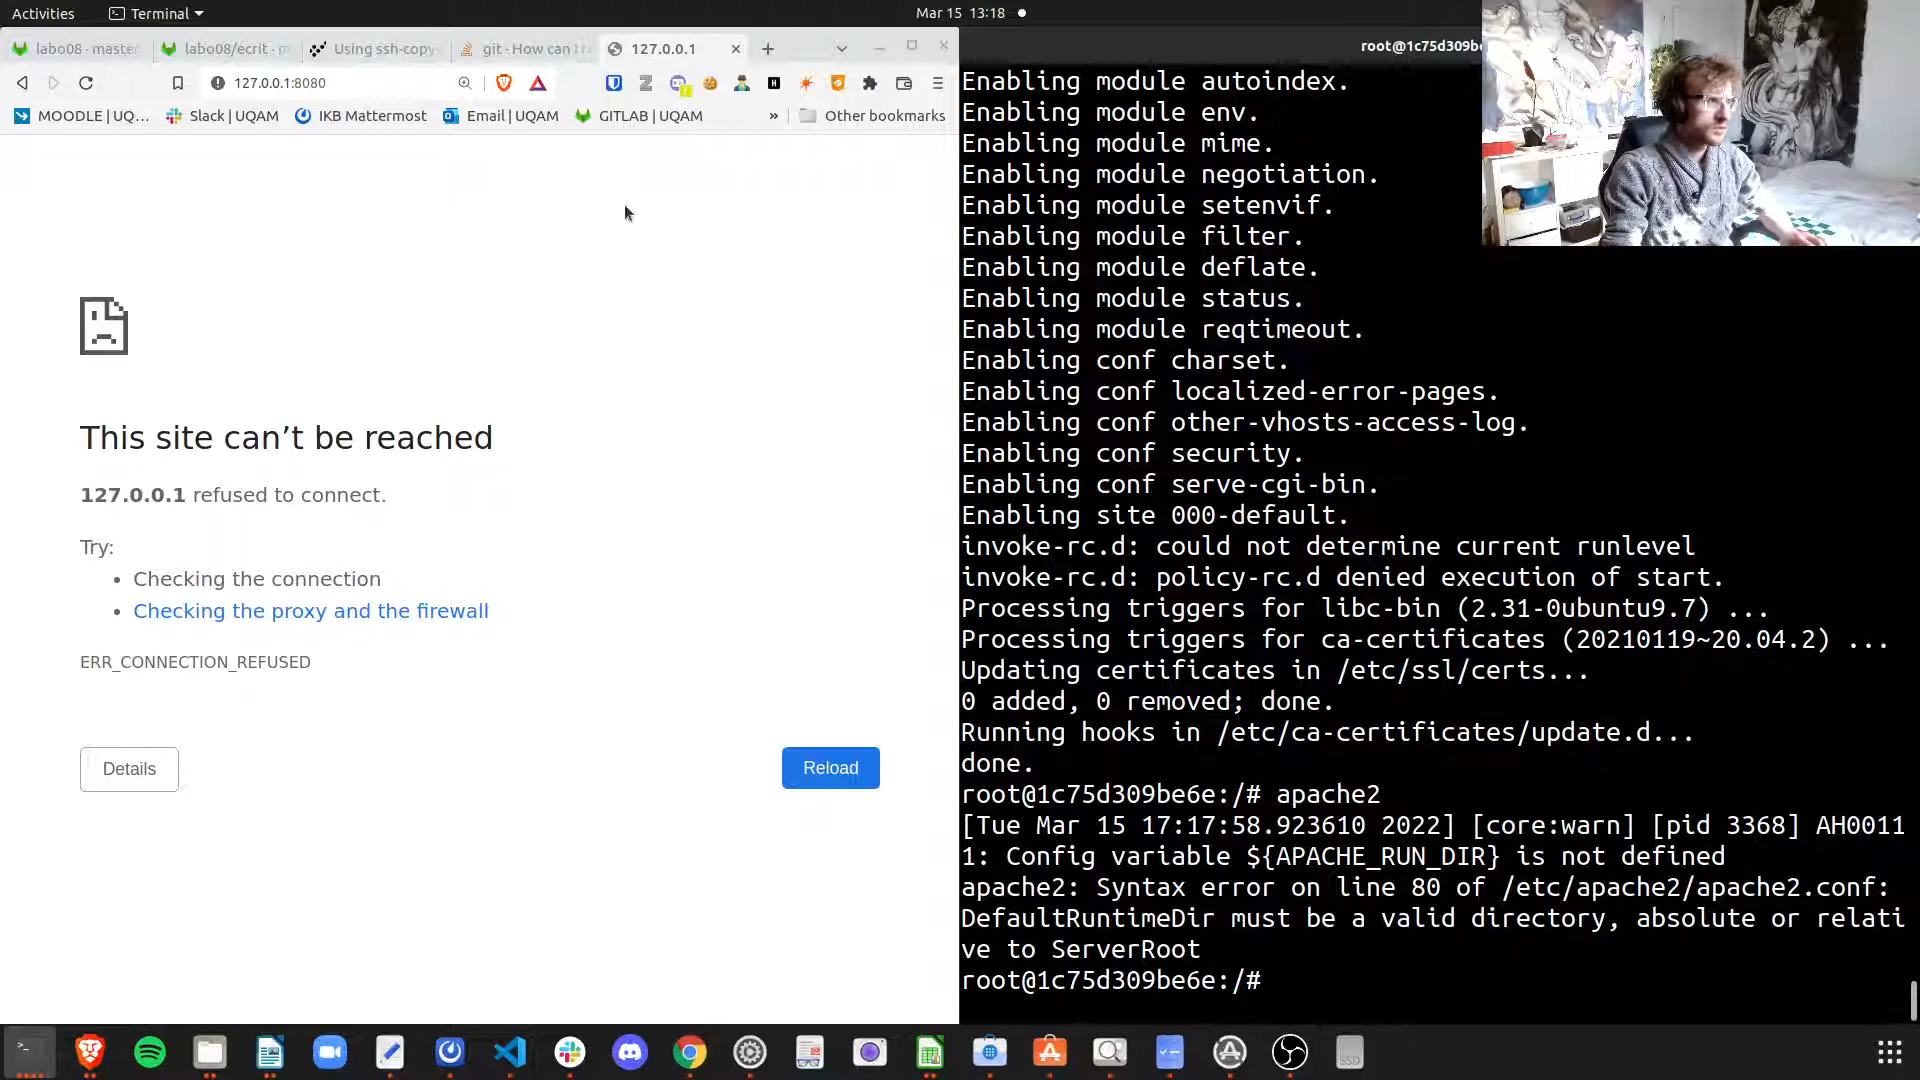 Activities
Terminal
Mar 15 13:18
labo08 - master
labo08/ecrit - m
Using ssh-copy
git - How can I
127.0.0.1
127.0.0.1:8080
MOODLE | UQ...
Slack | UQAM
IKB Mattermost
Email | UQAM
GITLAB | UQAM
»
Other bookmarks
This site can’t be reached
127.0.0.1 refused to connect.
Try:
• Checking the connection
• Checking the proxy and the firewall
ERR_CONNECTION_REFUSED
Details
Reload
root@1c75d309be
Enabling module autoindex.
Enabling module env.
Enabling module mime.
Enabling module negotiation.
Enabling module setenvif.
Enabling module filter.
Enabling module deflate.
Enabling module status.
Enabling module reqtimeout.
Enabling conf charset.
Enabling conf localized-error-pages.
Enabling conf other-vhosts-access-log.
Enabling conf security.
Enabling conf serve-cgi-bin.
Enabling site 000-default.
invoke-rc.d: could not determine current runlevel
invoke-rc.d: policy-rc.d denied execution of start.
Processing triggers for libc-bin (2.31-0ubuntu9.7) ...
Processing triggers for ca-certificates (20210119~20.04.2) ...
Updating certificates in /etc/ssl/certs...
0 added, 0 removed; done.
Running hooks in /etc/ca-certificates/update.d...
done.
root@1c75d309be6e:/# apache2
[Tue Mar 15 17:17:58.923610 2022] [core:warn] [pid 3368] AH0011
1: Config variable ${APACHE_RUN_DIR} is not defined
apache2: Syntax error on line 80 of /etc/apache2/apache2.conf:
DefaultRuntimeDir must be a valid directory, absolute or relati
ve to ServerRoot
root@1c75d309be6e:/#
SSD